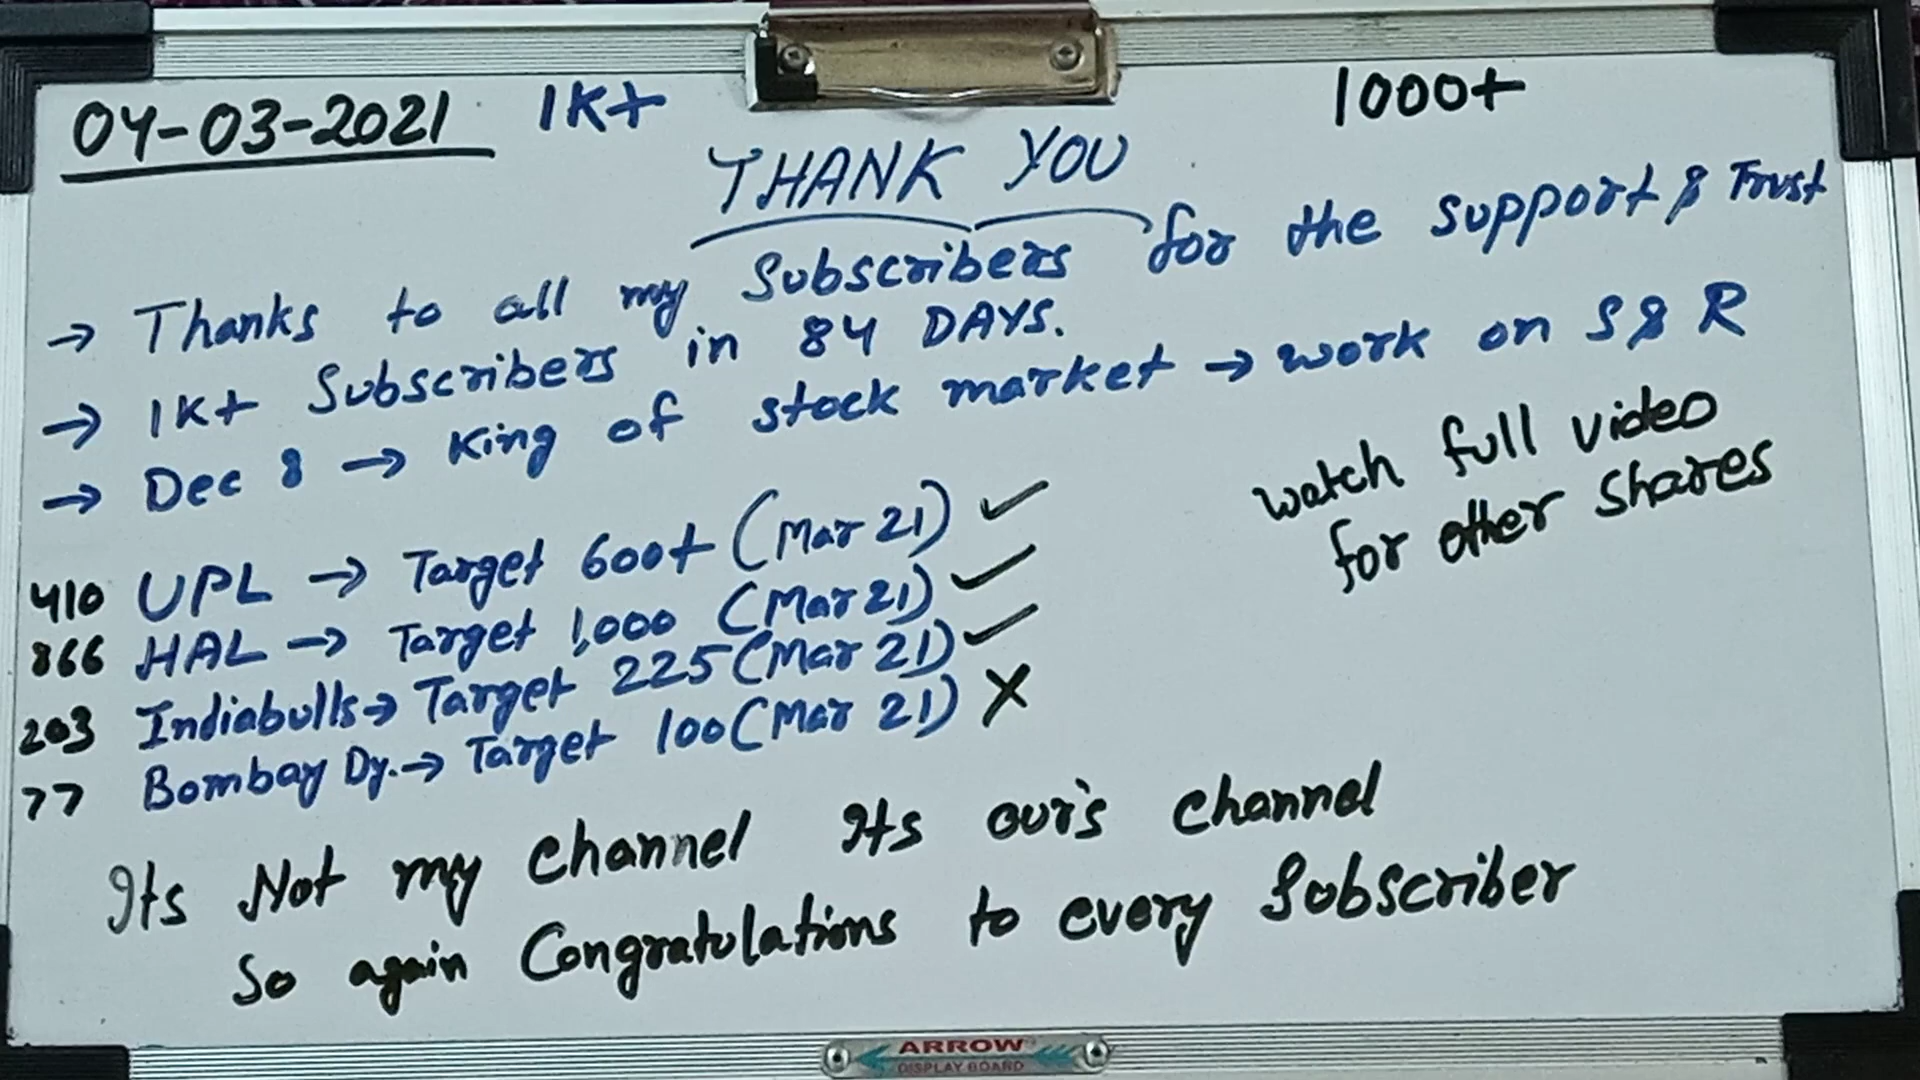 04-03-2021 1K+ 1000+
THANK YOU
→ Thanks to all my Subscribers for the support & Trust
→ 1K+ Subscribers in 84 DAYS.
→ Dec 8 → King of stock market → work on S & R
watch full video
for other Shares
410 UPL → Target 600+ (Mar 21) ✓
866 HAL → Target 1,000 (Mar 21) ✓
203 Indiabulls → Target 225 (Mar 21) ✓
77 Bombay Dy. → Target 100 (Mar 21) X
Its Not my channel Its our's channel
So again Congratulations to every Subscriber
ARROW
DISPLAY BOARD